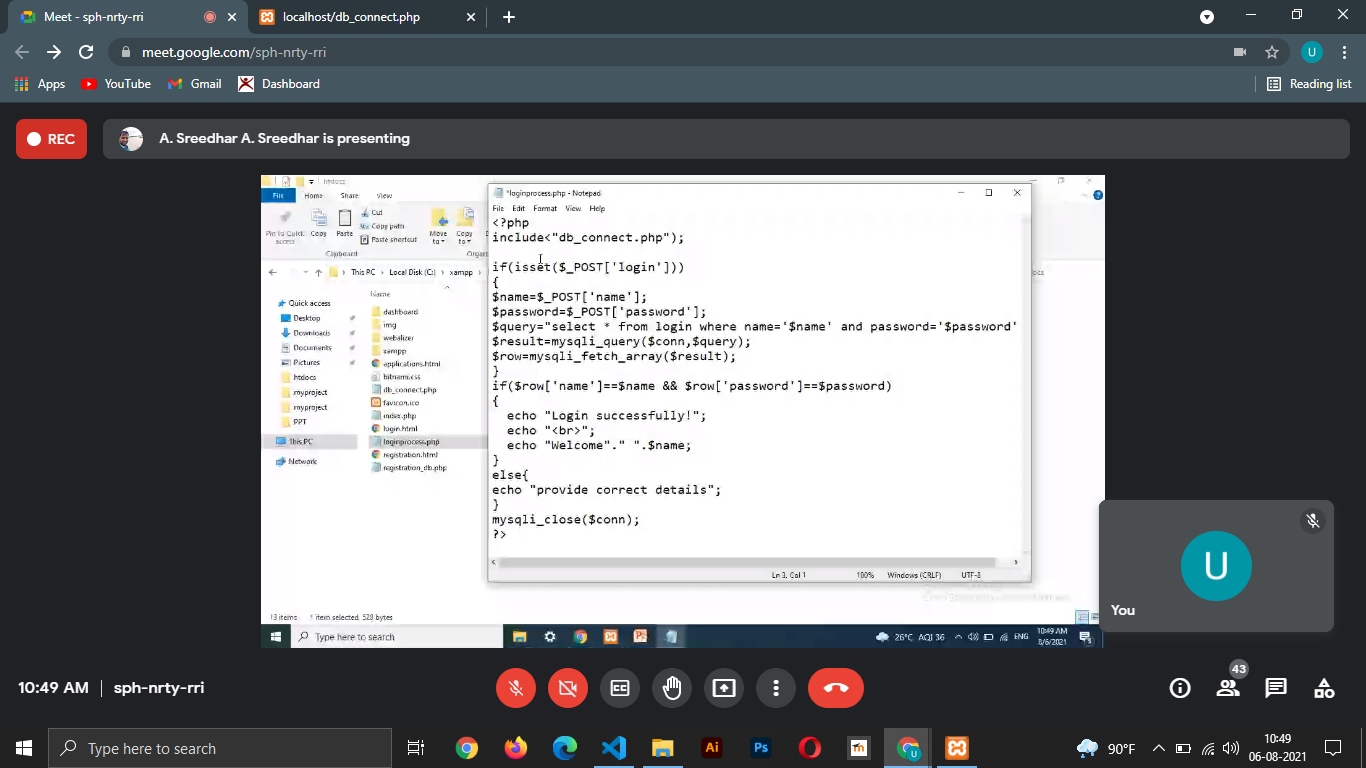 Meet - sph-nrty-rri
localhost/db_connect.php
meet.google.com/sph-nrty-rri
U
Apps
YouTube
Gmail
Dashboard
Reading list
REC
A. Sreedhar A. Sreedhar is presenting
htdocs
File
Home
Share
View
Pin to Quick access
Copy
Paste
Cut
Copy path
Paste shortcut
Clipboard
Move to
Copy to
This PC
Local Disk (C:)
xampp
Quick access
Desktop
Downloads
Documents
Pictures
htdocs
myproject
myproject
PPT
This PC
Network
Name
dashboard
img
webalizer
xampp
applications.html
bitnami.css
db_connect.php
favicon.ico
index.php
login.html
loginprocess.php
registration.html
registration_db.php
13 items
1 item selected, 528 bytes
*loginprocess.php - Notepad
File
Edit
Format
View
Help
<?php
include<"db_connect.php");
if(isset($_POST['login']))
{
$name=$_POST['name'];
$password=$_POST['password'];
$query="select * from login where name='$name' and password='$password'
$result=mysqli_query($conn,$query);
$row=mysqli_fetch_array($result);
}
if($row['name']==$name && $row['password']==$password)
{
echo "Login successfully!";
echo "<br>";
echo "Welcome"." ".$name;
}
else{
echo "provide correct details";
}
mysqli_close($conn);
?>
Ln 3, Col 1
100%
Windows (CRLF)
UTF-8
Type here to search
26°C AQI 36
ENG
10:49 AM
8/6/2021
U
You
10:49 AM
sph-nrty-rri
43
Type here to search
Ai
Ps
90°F
10:49
06-08-2021